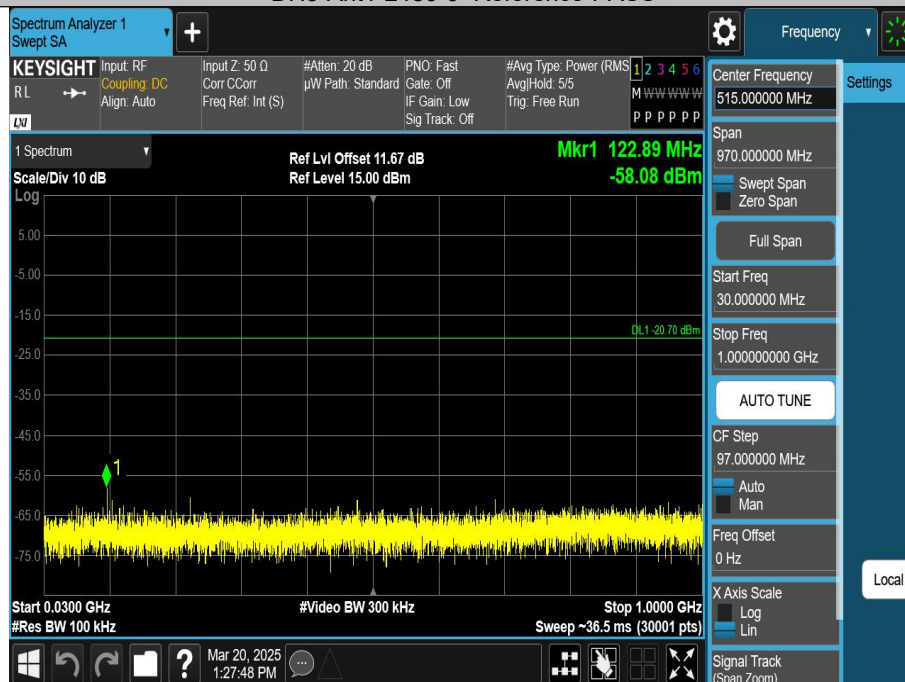 Spectrum Analyzer 1
Swept SA
+
Frequency
KEYSIGHT
RL
LXI
Input: RF
Coupling: DC
Align: Auto
Input Z: 50 Ω
Corr CCorr
Freq Ref: Int (S)
#Atten: 20 dB
µW Path: Standard
PNO: Fast
Gate: Off
IF Gain: Low
Sig Track: Off
#Avg Type: Power (RMS
Avg|Hold: 5/5
Trig: Free Run
1 2 3 4 5 6
M W W W W W
P P P P P P
1 Spectrum
Scale/Div 10 dB
Log
Ref Lvl Offset 11.67 dB
Ref Level 15.00 dBm
Mkr1 122.89 MHz
-58.08 dBm
5.00
-5.00
-15.0
DL1 -20.70 dBm
-25.0
-35.0
-45.0
1
-55.0
-65.0
-75.0
Start 0.0300 GHz
#Res BW 100 kHz
#Video BW 300 kHz
Stop 1.0000 GHz
Sweep ~36.5 ms (30001 pts)
Mar 20, 2025
1:27:48 PM
?
Center Frequency
515.000000 MHz
Span
970.000000 MHz
Swept Span
Zero Span
Full Span
Start Freq
30.000000 MHz
Stop Freq
1.000000000 GHz
AUTO TUNE
CF Step
97.000000 MHz
Auto
Man
Freq Offset
0 Hz
X Axis Scale
Log
Lin
Signal Track
(Span Zoom)
Settings
Local